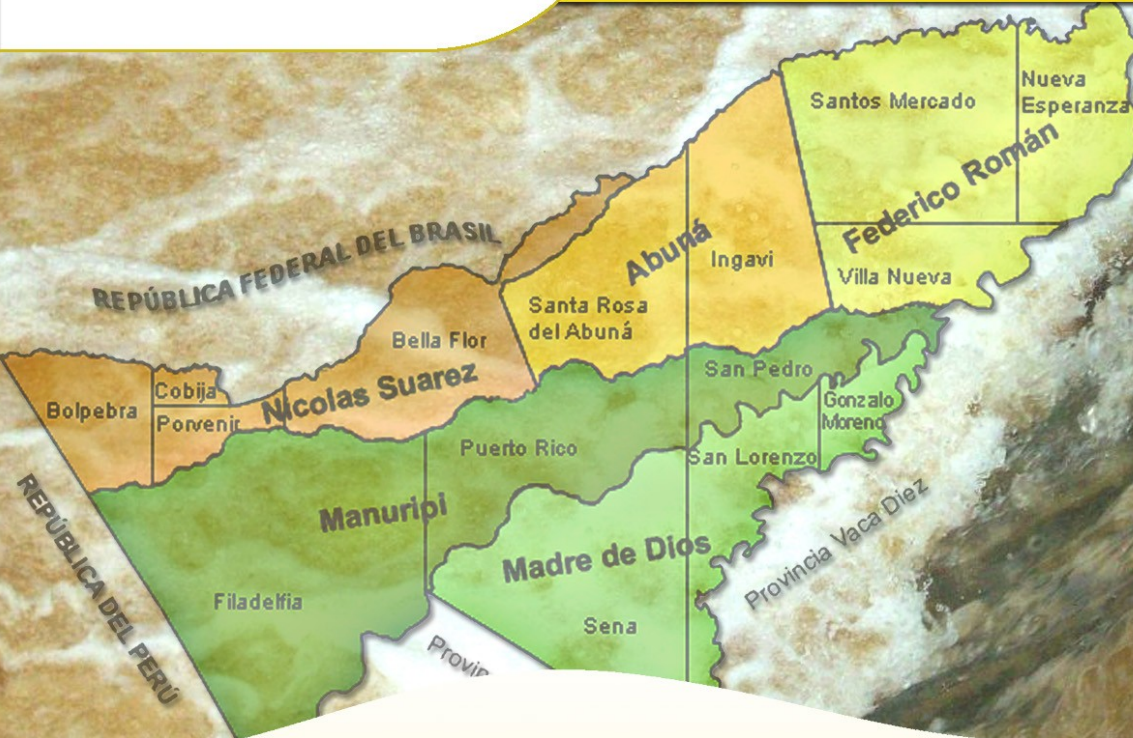 Santos Mercado
Nueva
Esperanza
Federico Román
REPÚBLICA FEDERAL DEL BRASIL
Abuná
Ingavi
Villa Nueva
Santa Rosa
del Abuná
Bella Flor
San Pedro
Cobija
Nicolas Suarez
Bolpebra
Porvenir
Gonzalo
Moreno
Puerto Rico
San Lorenzo
Manuripi
REPÚBLICA DEL PERÚ
Madre de Dios
Provincia Vaca Diez
Filadelfia
Sena